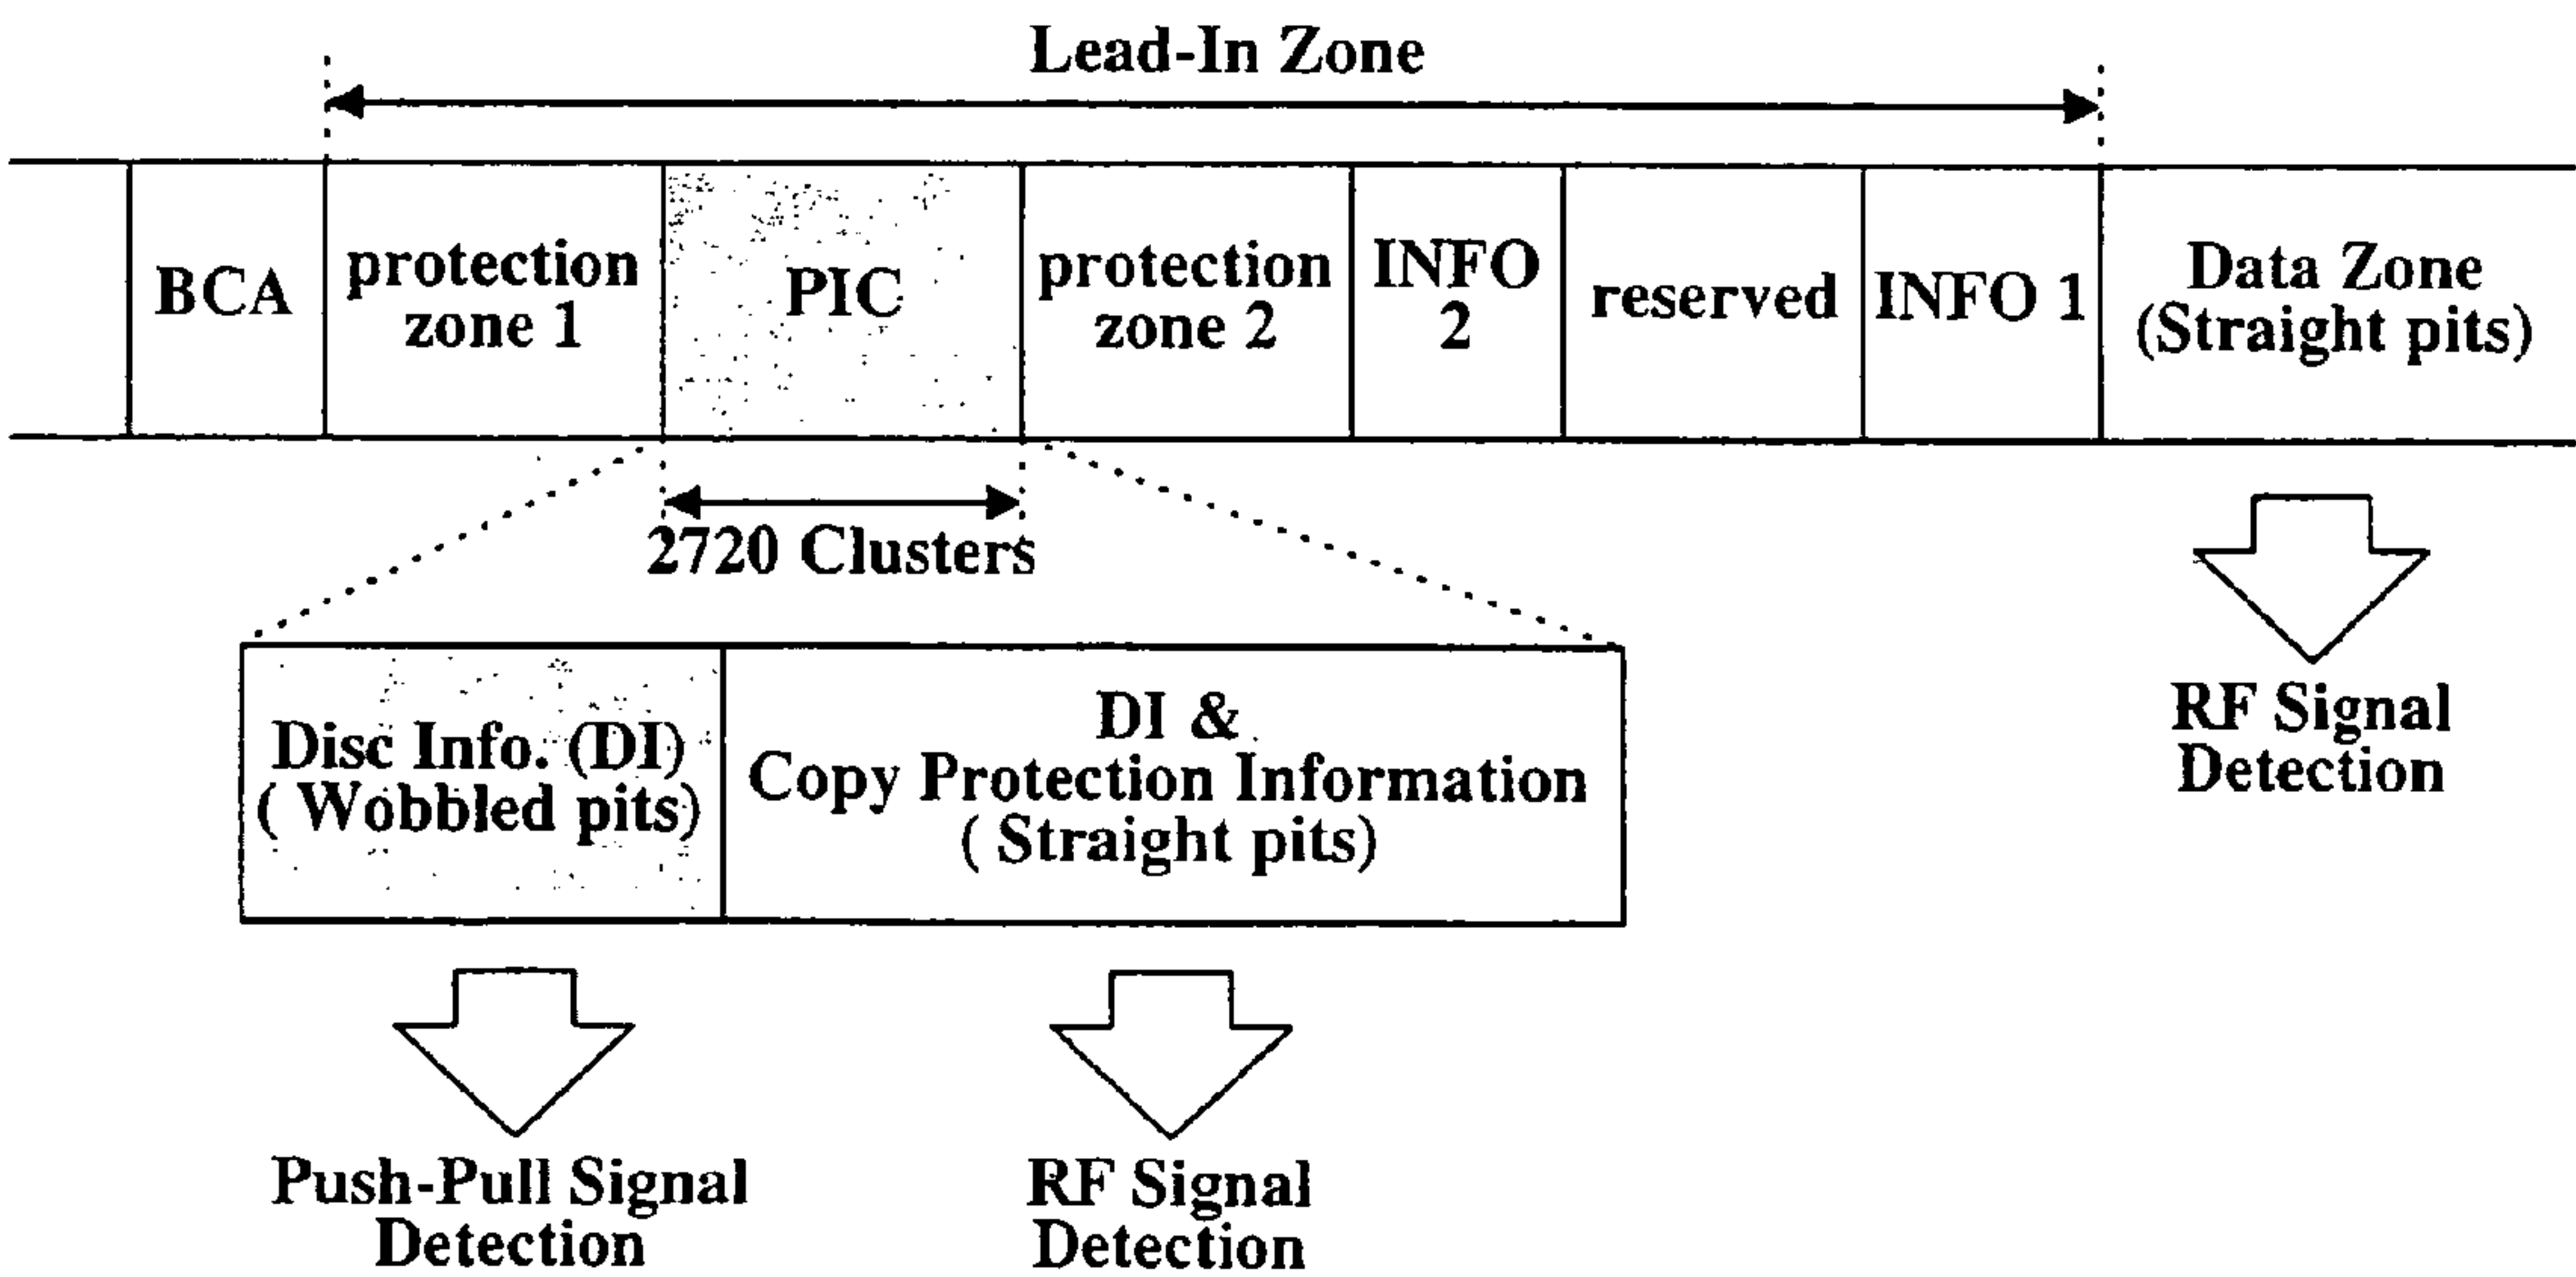 Lead-In Zone
BCA
protection
zone 1
PIC
protection
zone 2
INFO
2
reserved
INFO 1
Data Zone
(Straight pits)
2720 Clusters
Disc Info. (DI)
( Wobbled pits)
DI &
Copy Protection Information
( Straight pits)
RF Signal
Detection
Push-Pull Signal
Detection
RF Signal
Detection